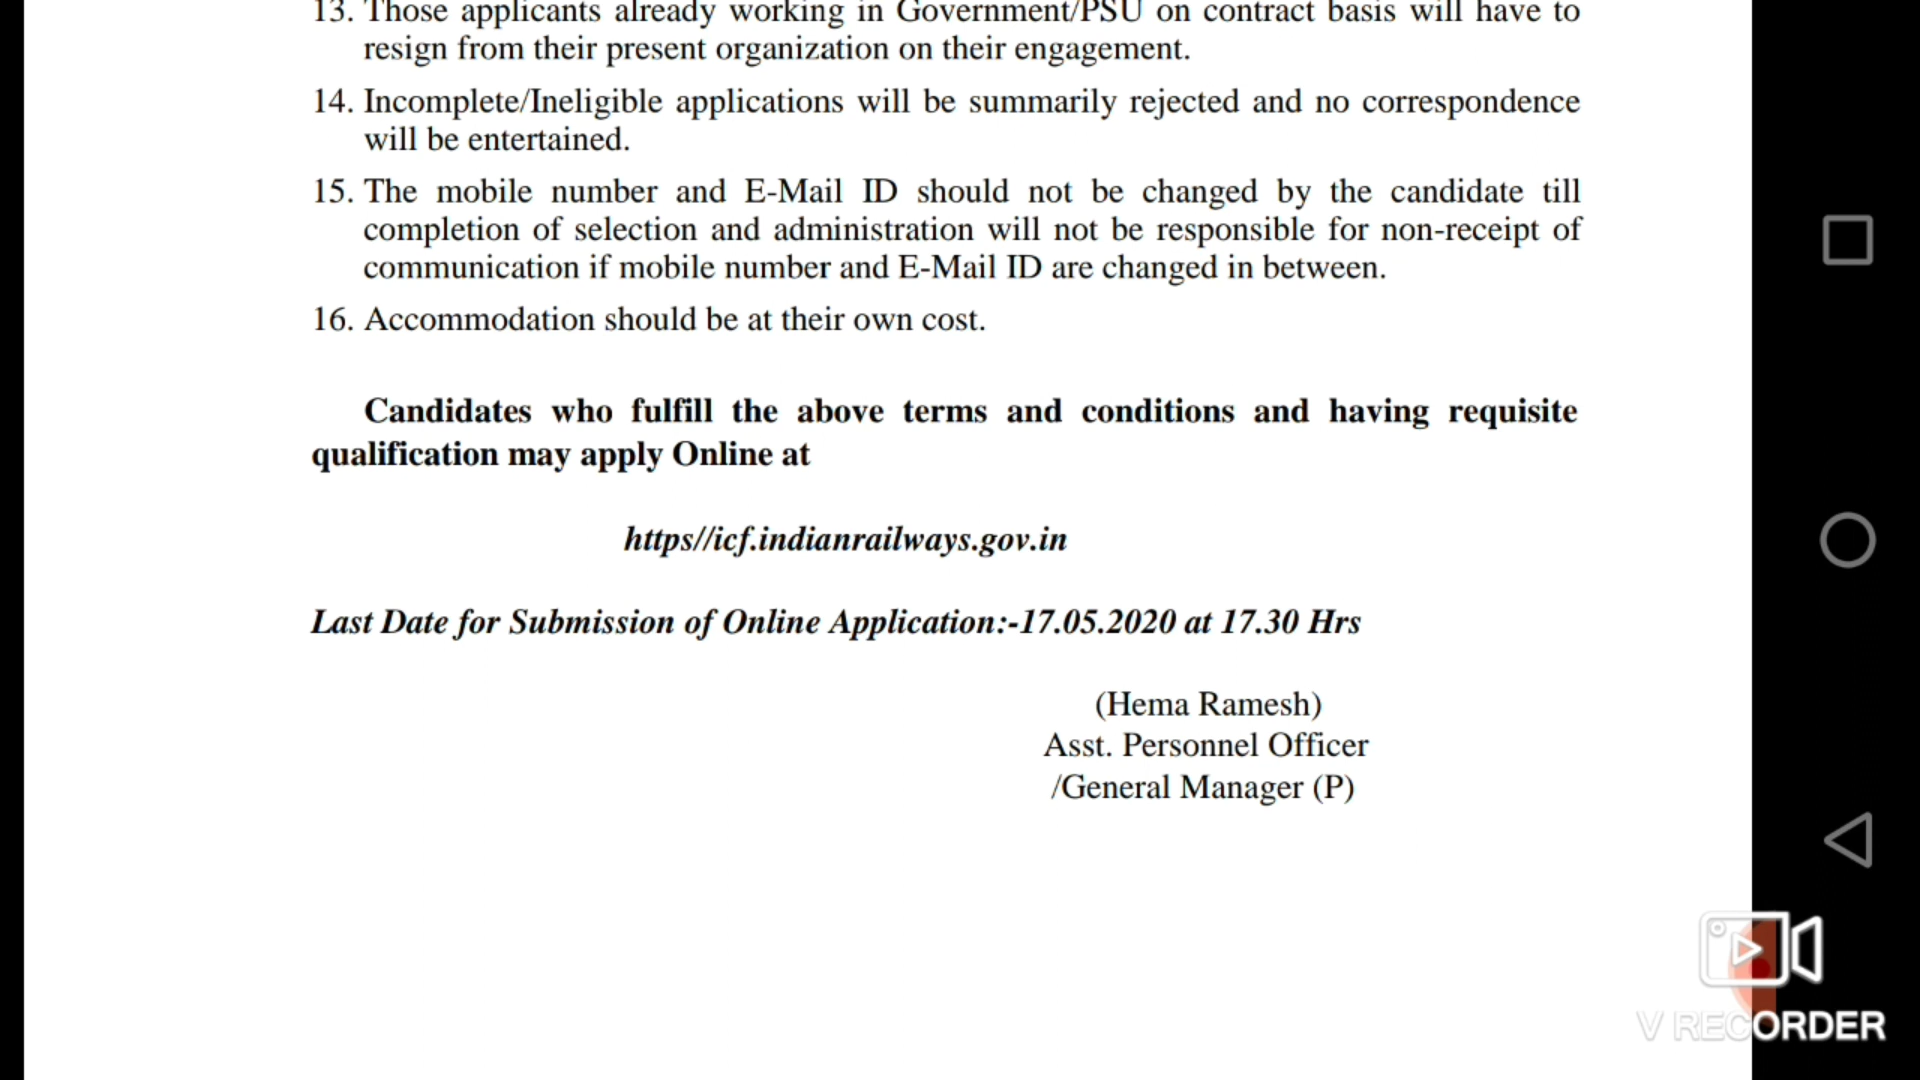 13. Those applicants already working in Government/PSU on contract basis will have to
resign from their present organization on their engagement.
14. Incomplete/Ineligible applications will be summarily rejected and no correspondence
will be entertained.
15. The mobile number and E-Mail ID should not be changed by the candidate till
completion of selection and administration will not be responsible for non-receipt of
communication if mobile number and E-Mail ID are changed in between.
16. Accommodation should be at their own cost.
Candidates who fulfill the above terms and conditions and having requisite
qualification may apply Online at
https//icf.indianrailways.gov.in
Last Date for Submission of Online Application:-17.05.2020 at 17.30 Hrs
(Hema Ramesh)
Asst. Personnel Officer
/General Manager (P)
V RECORDER